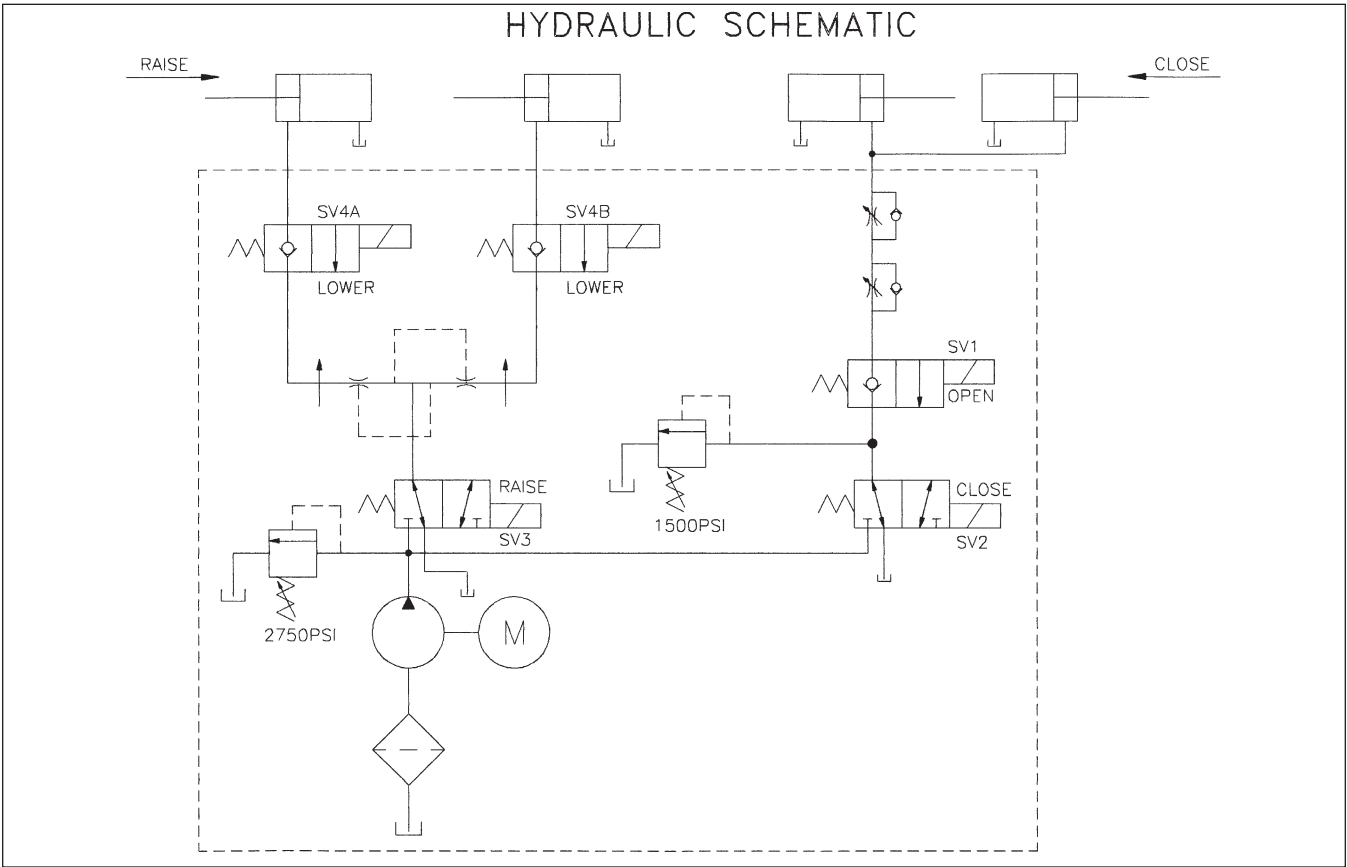 HYDRAULIC SCHEMATIC
RAISE
CLOSE
SV4A
LOWER
SV4B
LOWER
SV1
OPEN
RAISE
SV3
1500PSI
CLOSE
SV2
2750PSI
M